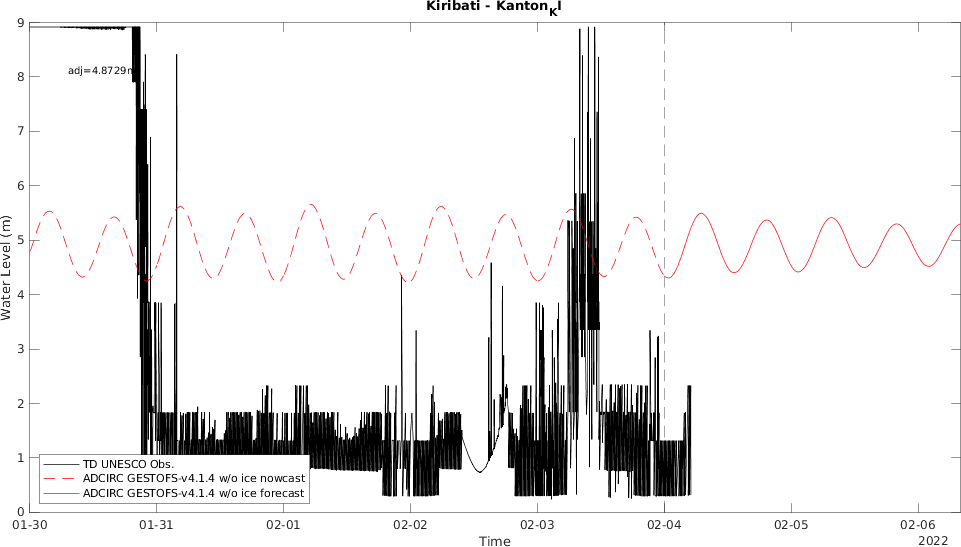 Kiribati - Kanton_KI
9
8
7
6
5
4
3
2
1
0
Water Level (m)
adj=4.8729m
TD UNESCO Obs.
ADCIRC GESTOFS-v4.1.4 w/o ice nowcast
ADCIRC GESTOFS-v4.1.4 w/o ice forecast
01-30 01-31 02-01 02-02 02-03 02-04 02-05 02-06
Time
2022